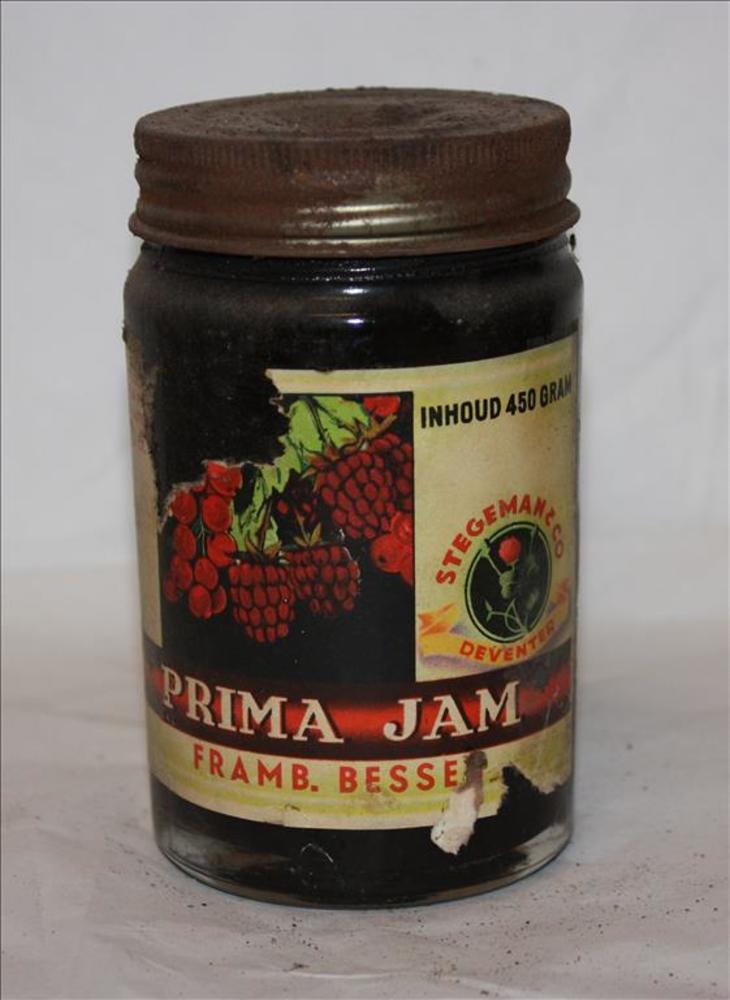 INHOUD 450 GRAM
STEGEMAN & CO
DEVENTER
PRIMA JAM
FRAMB. BESSE